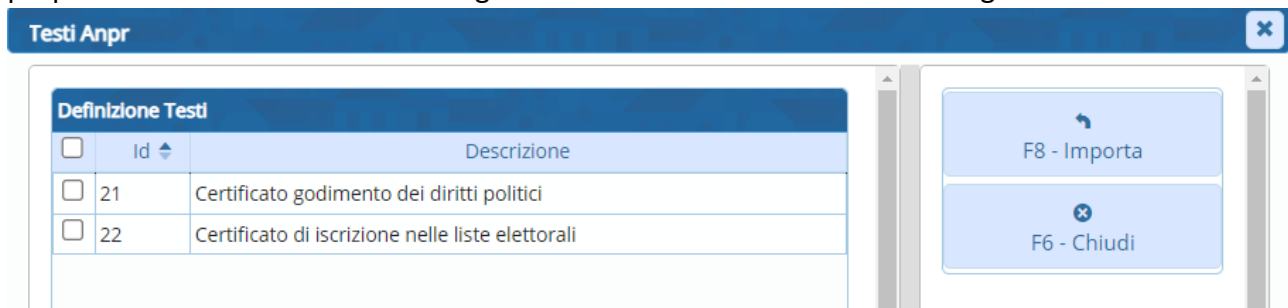 Testi Anpr
Definizione Testi
Id Descrizione
21 Certificato godimento dei diritti politici
22 Certificato di iscrizione nelle liste elettorali
F8 - Importa
F6 - Chiudi